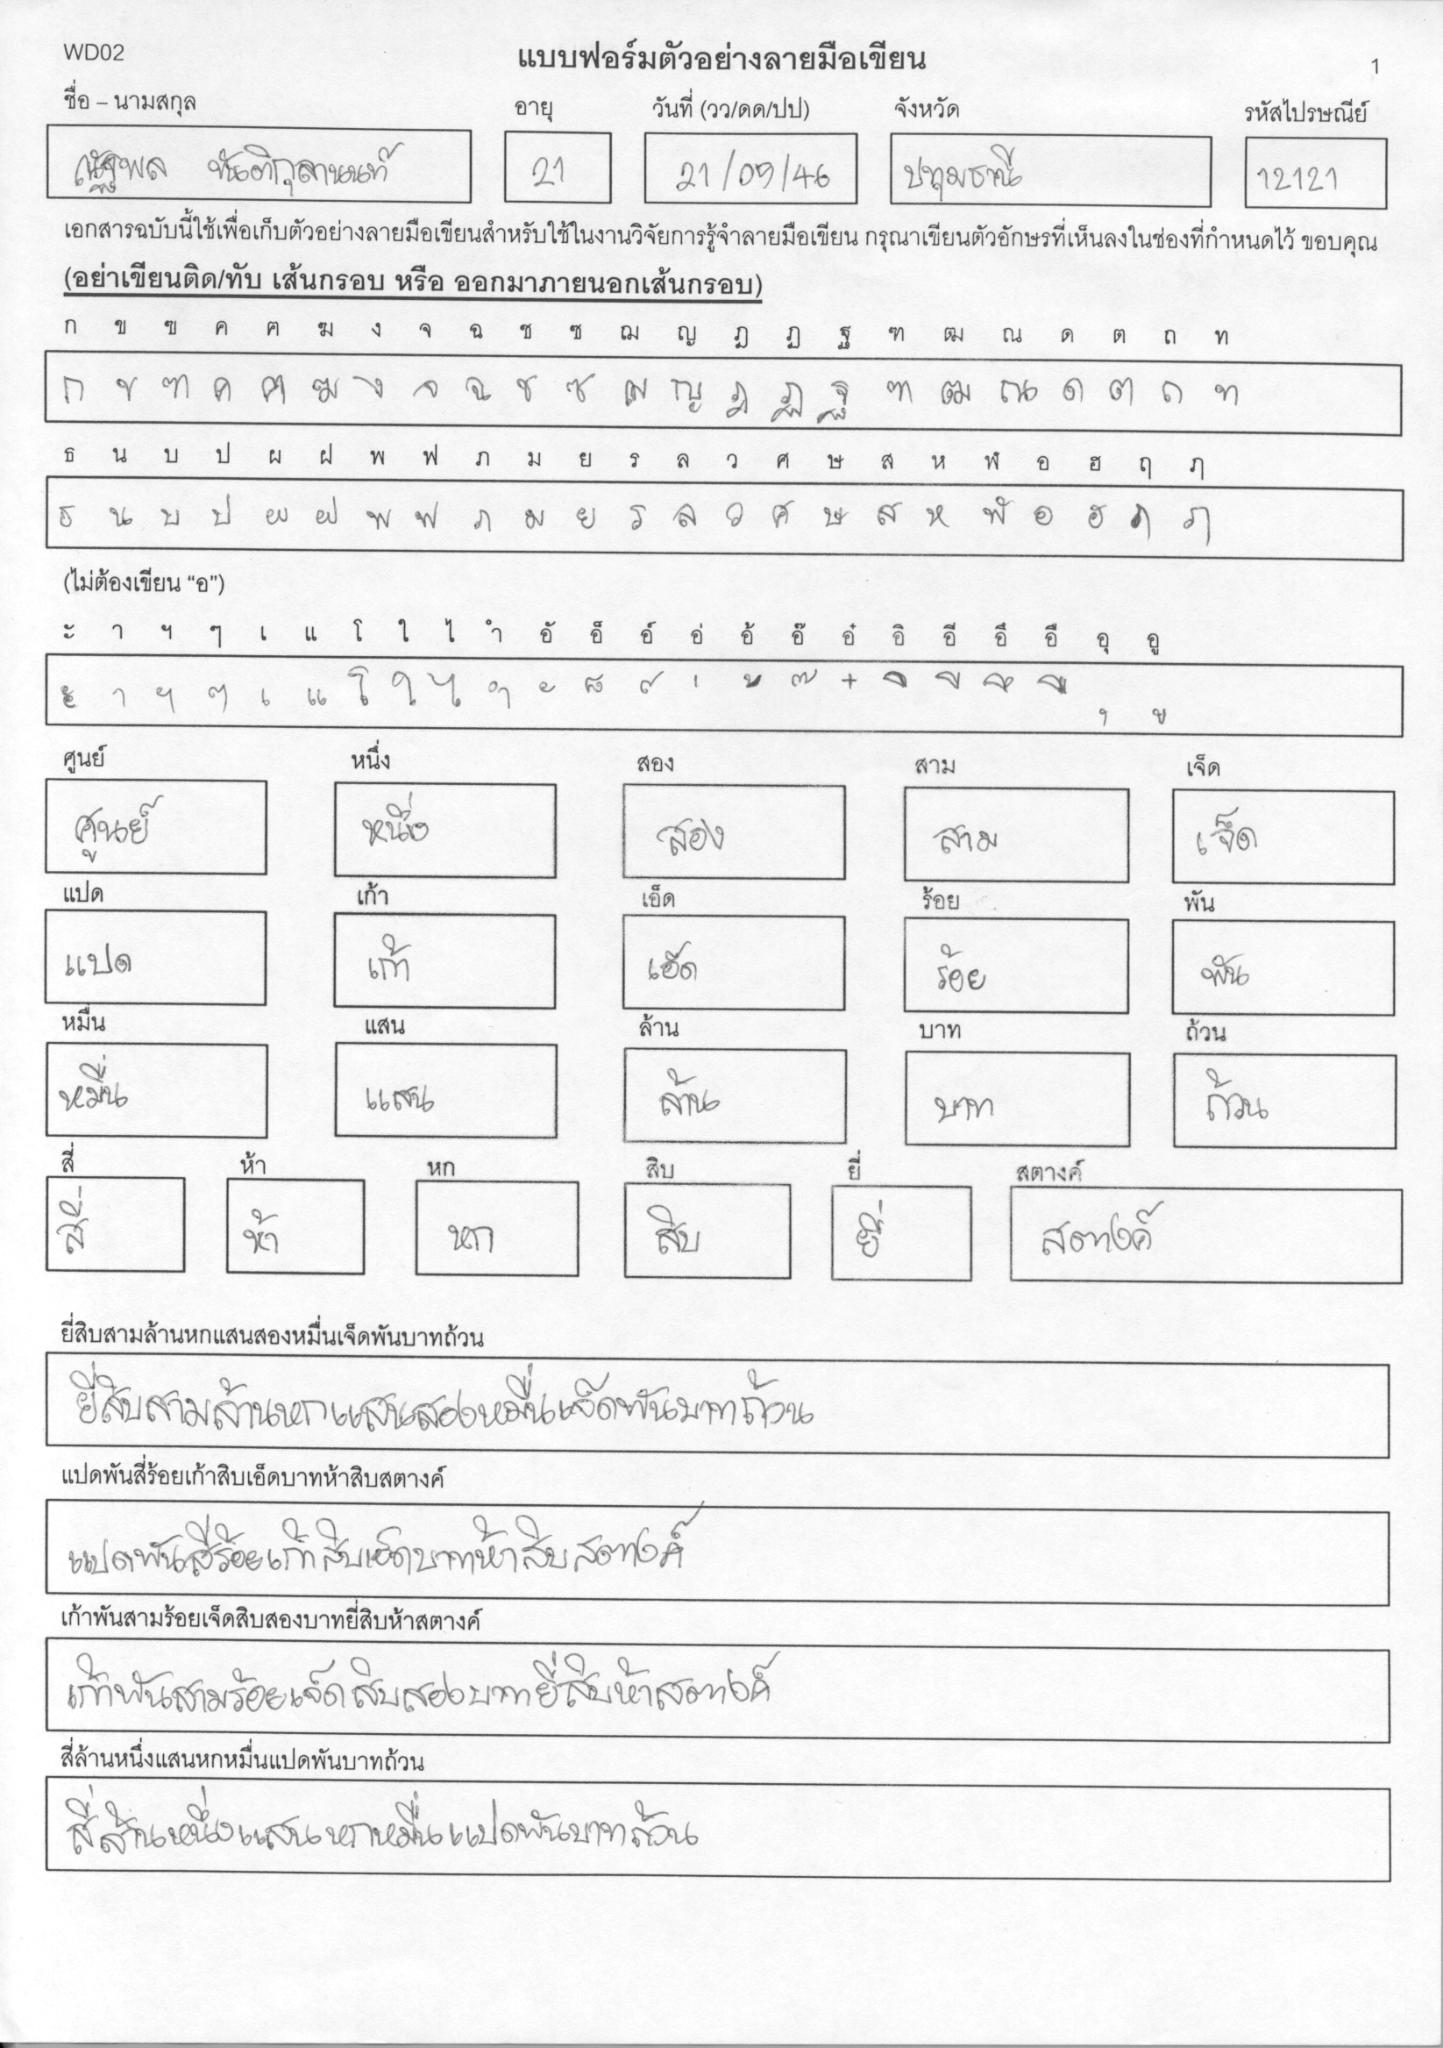 WD02 แบบฟอร์มตัวอย่างลายมือเขียน 1
ชื่อ – นามสกุล อายุ วันที่ (วว/ดด/ปป) จังหวัด รหัสไปรษณีย์
ณัฐพล 21 21/09/46 ปทุมธานี 12121
เอกสารฉบับนี้ใช้เพื่อเก็บตัวอย่างลายมือเขียนสำหรับใช้ในงานวิจัยการรู้จำลายมือเขียน กรุณาเขียนตัวอักษรที่เห็นลงในช่องที่กำหนดไว้ ขอบคุณ
(อย่าเขียนติด/ทับ เส้นกรอบ หรือ ออกมาภายนอกเส้นกรอบ)
ก ข ฃ ค ฅ ฆ ง จ ฉ ช ซ ฌ ญ ฎ ฏ ฐ ฑ ฒ ณ ด ต ถ ท
ก ข ฃ ค ฅ ฆ ง จ ฉ ช ซ ฌ ญ ฎ ฏ ฐ ฑ ฒ ณ ด ต ถ ท
ธ น บ ป ผ ฝ พ ฟ ภ ม ย ร ล ว ศ ษ ส ห ฬ อ ฮ ฤ ฦ
ธ น บ ป ผ ฝ พ ฟ ภ ม ย ร ล ว ศ ษ ส ห ฬ อ ฮ ฤ ฦ
(ไม่ต้องเขียน “อ”)
ะ า ฯ ๆ เ แ โ ใ ไ ำ อั อ็ อ์ อ่ อ้ อ๊ อ๋ อิ อี อึ อื อุ อู
ะ า ฯ ๆ เ แ โ ใ ไ ำ ั ็ ์ ่ ้ ๊ ๋ ิ ี ึ ื ุ ู
ศูนย์ หนึ่ง สอง สาม เจ็ด
ศูนย์ หนึ่ง สอง สาม เจ็ด
แปด เก้า เอ็ด ร้อย พัน
แปด เก้า เอ็ด ร้อย พัน
หมื่น แสน ล้าน บาท ถ้วน
หมื่น แสน ล้าน บาท ถ้วน
สี่ ห้า หก สิบ ยี่ สตางค์
สี่ ห้า หก สิบ ยี่ สตางค์
ยี่สิบสามล้านหกแสนสองหมื่นเจ็ดพันบาทถ้วน
ยี่สิบสามล้านหกแสนสองหมื่นเจ็ดพันบาทถ้วน
แปดพันสี่ร้อยเก้าสิบเอ็ดบาทห้าสิบสตางค์
แปดพันสี่ร้อยเก้าสิบเอ็ดบาทห้าสิบสตางค์
เก้าพันสามร้อยเจ็ดสิบสองบาทยี่สิบห้าสตางค์
เก้าพันสามร้อยเจ็ดสิบสองบาทยี่สิบห้าสตางค์
สี่ล้านหนึ่งแสนหกหมื่นแปดพันบาทถ้วน
สี่ล้านหนึ่งแสนหกหมื่นแปดพันบาทถ้วน